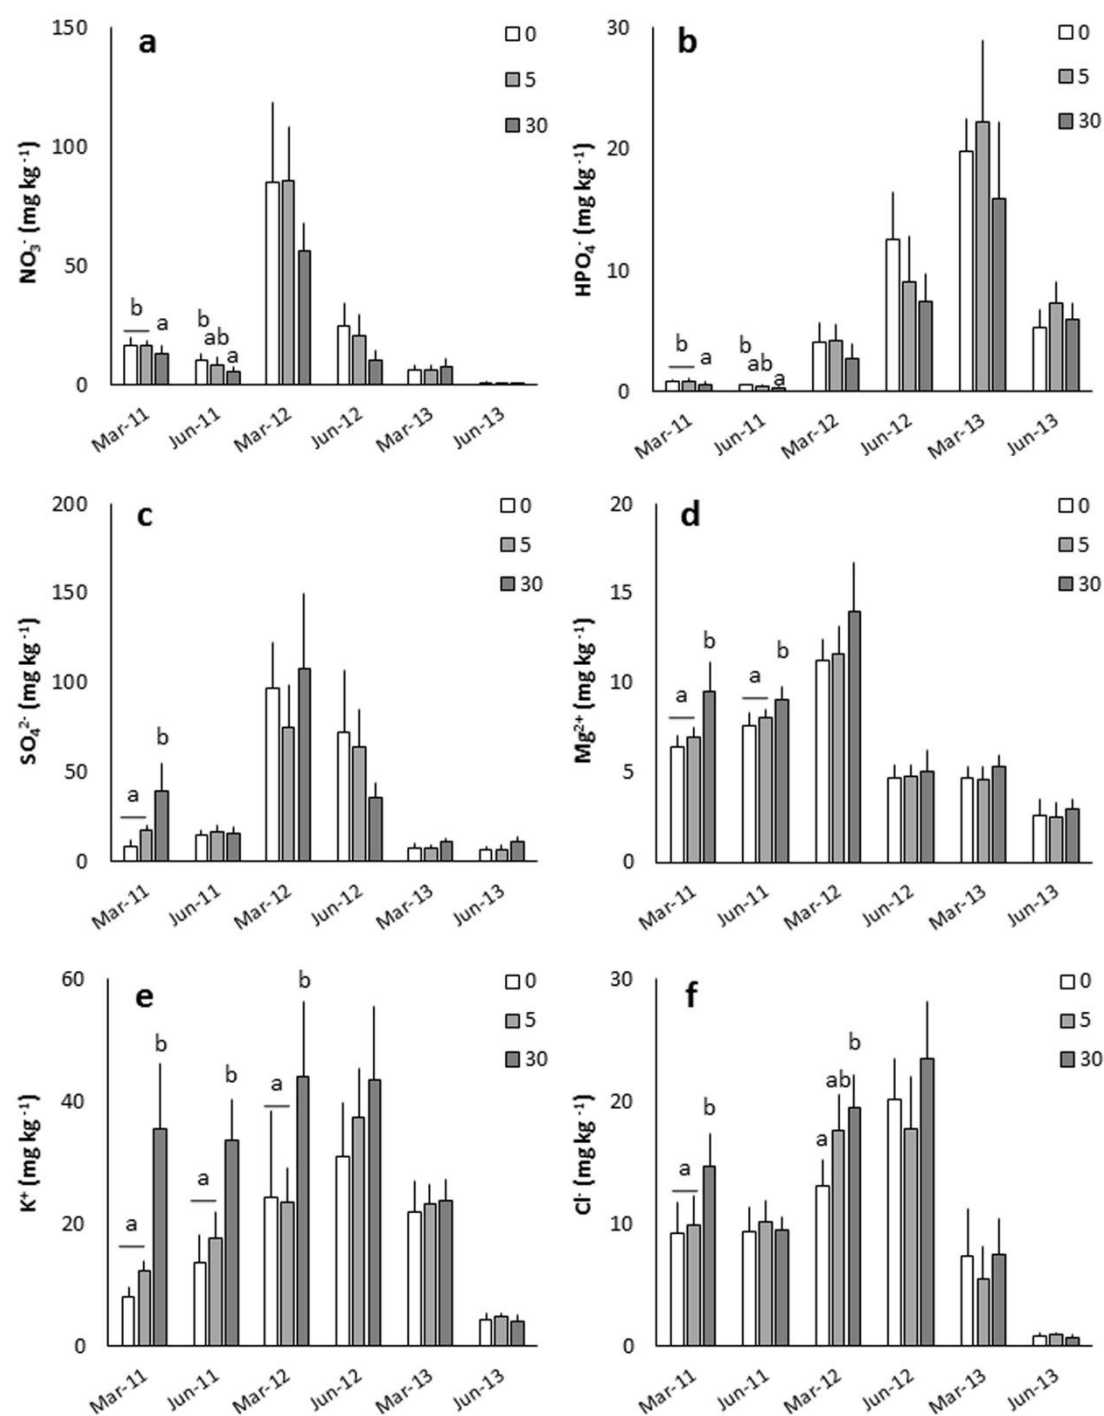 a
NO3- (mg kg-1)
150
100
50
0
0
5
30
b
a
b
ab
a
Mar-11
Jun-11
Mar-12
Jun-12
Mar-13
Jun-13
b
HPO4- (mg kg-1)
30
20
10
0
0
5
30
b
a
b
ab
a
Mar-11
Jun-11
Mar-12
Jun-12
Mar-13
Jun-13
c
SO42- (mg kg-1)
200
150
100
50
0
0
5
30
a
b
Mar-11
Jun-11
Mar-12
Jun-12
Mar-13
Jun-13
d
Mg2+ (mg kg-1)
20
15
10
5
0
0
5
30
a
b
a
b
Mar-11
Jun-11
Mar-12
Jun-12
Mar-13
Jun-13
e
K+ (mg kg-1)
60
40
20
0
0
5
30
a
b
a
b
a
b
Mar-11
Jun-11
Mar-12
Jun-12
Mar-13
Jun-13
f
Cl- (mg kg-1)
30
20
10
0
0
5
30
a
b
a
ab
b
Mar-11
Jun-11
Mar-12
Jun-12
Mar-13
Jun-13